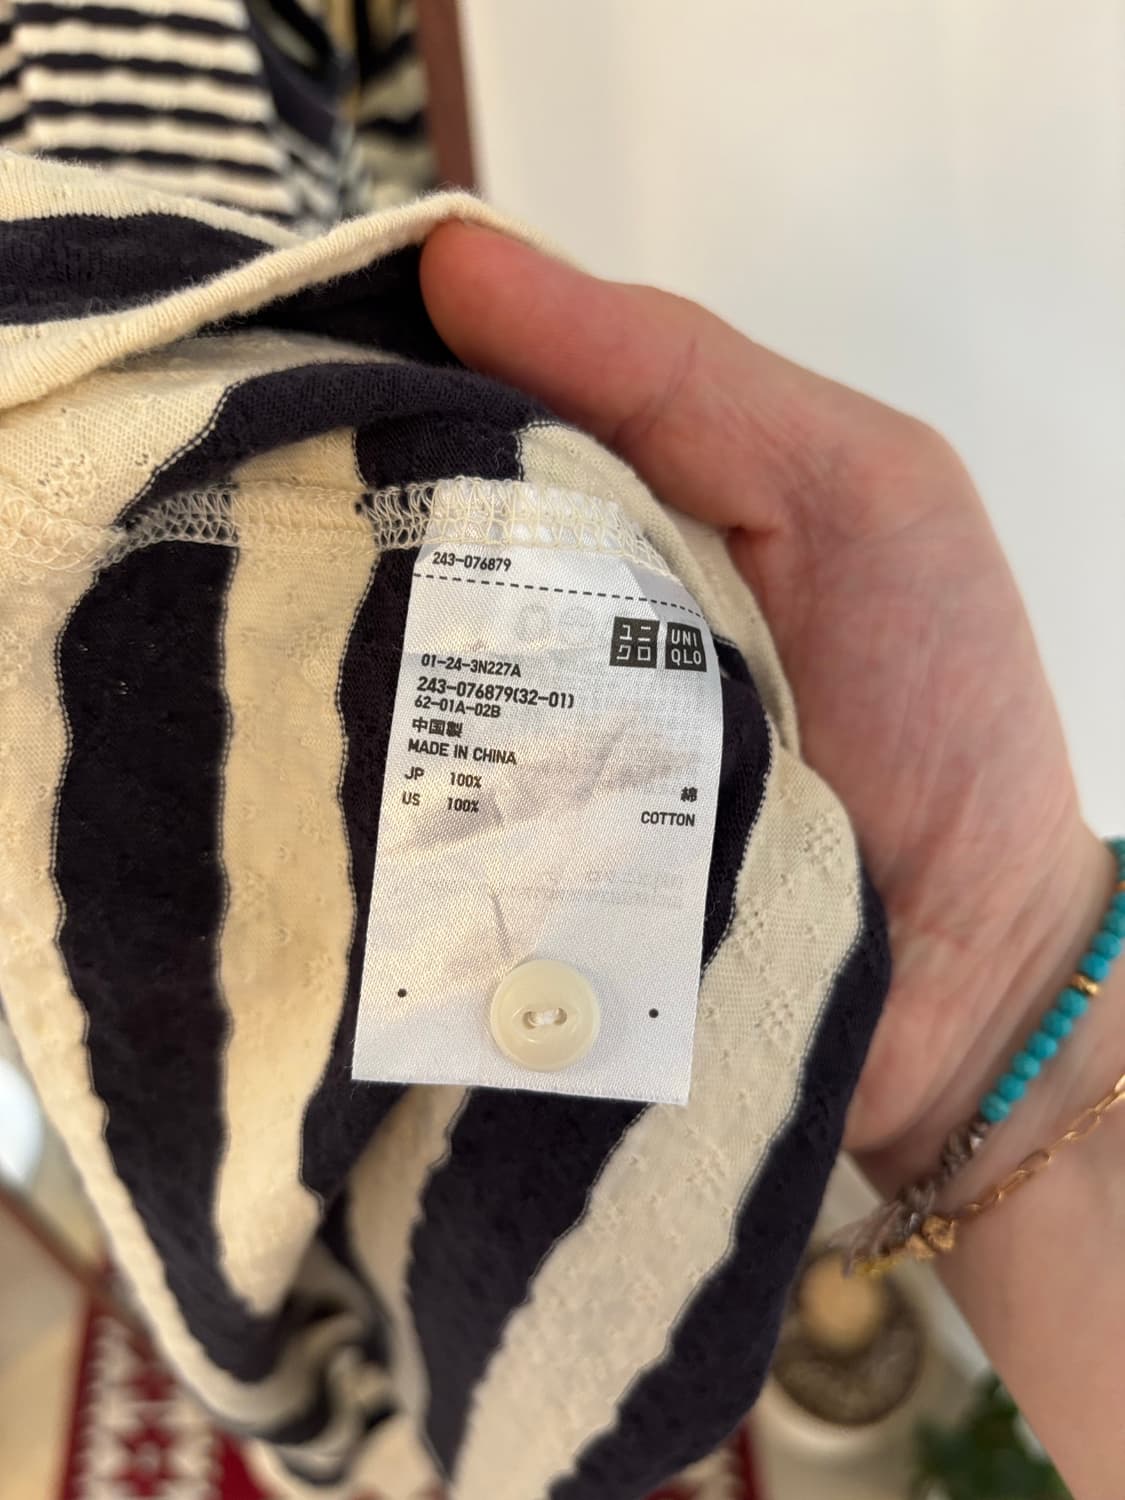 243-076879
ユニ
クロ
UNI
QLO
01-24-3N227A
243-076879(32-01)
62-01A-02B
中国製
MADE IN CHINA
JP 100% 綿
US 100% COTTON